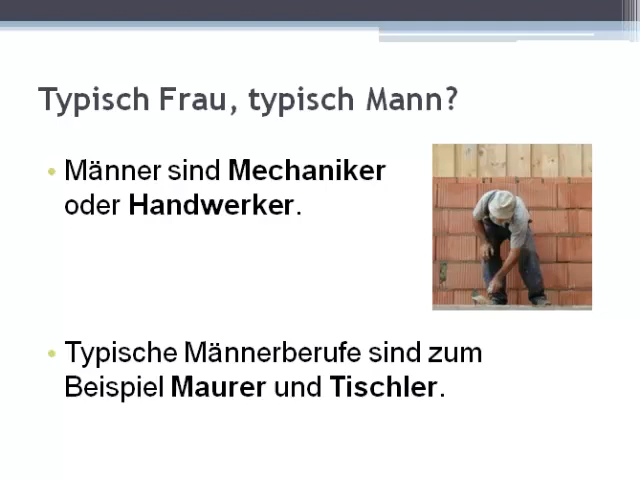 Typisch Frau, typisch Mann?
• Männer sind Mechaniker
oder Handwerker.
• Typische Männerberufe sind zum
Beispiel Maurer und Tischler.